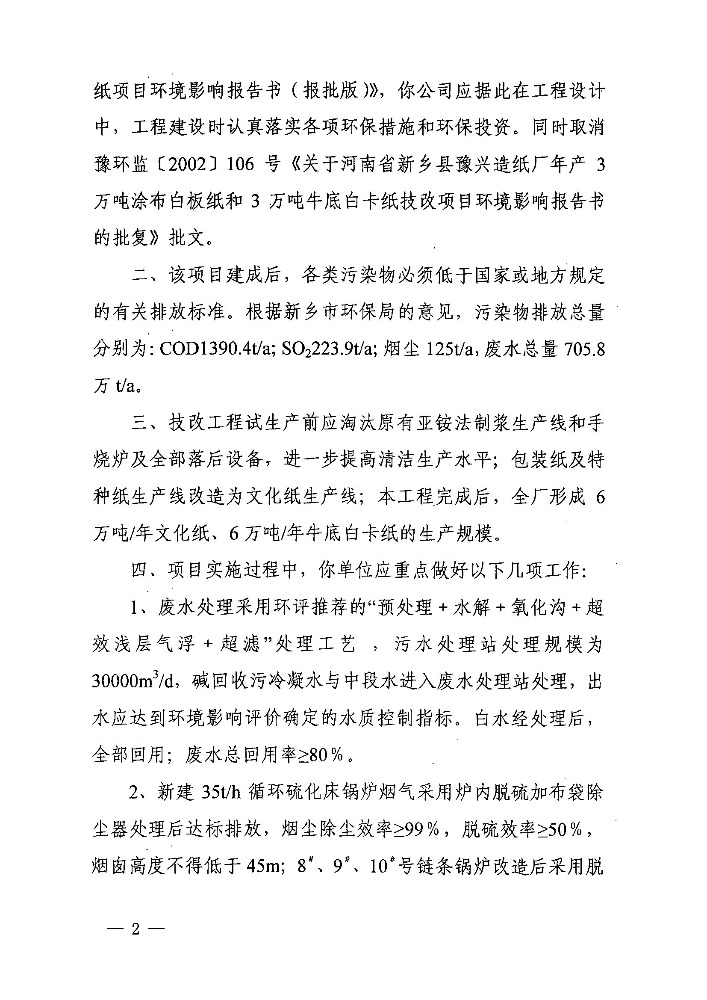 纸项目环境影响报告书（报批版）》，你公司应据此在工程设计
中，工程建设时认真落实各项环保措施和环保投资。同时取消
豫环监〔2002〕106 号《关于河南省新乡县豫兴造纸厂年产 3
万吨涂布白板纸和 3 万吨牛底白卡纸技改项目环境影响报告书
的批复》批文。
二、该项目建成后，各类污染物必须低于国家或地方规定
的有关排放标准。根据新乡市环保局的意见，污染物排放总量
分别为：COD1390.4t/a; SO₂223.9t/a; 烟尘 125t/a，废水总量 705.8
万 t/a。
三、技改工程试生产前应淘汰原有亚铵法制浆生产线和手
烧炉及全部落后设备，进一步提高清洁生产水平；包装纸及特
种纸生产线改造为文化纸生产线；本工程完成后，全厂形成 6
万吨/年文化纸、6 万吨/年牛底白卡纸的生产规模。
四、项目实施过程中，你单位应重点做好以下几项工作：
1、废水处理采用环评推荐的“预处理＋水解＋氧化沟＋超
效浅层气浮＋超滤”处理工艺 ，污水处理站处理规模为
30000m³/d，碱回收污冷凝水与中段水进入废水处理站处理，出
水应达到环境影响评价确定的水质控制指标。白水经处理后，
全部回用；废水总回用率≥80％。
2、新建 35t/h 循环硫化床锅炉烟气采用炉内脱硫加布袋除
尘器处理后达标排放，烟尘除尘效率≥99％，脱硫效率≥50％，
烟囱高度不得低于 45m；8#、9#、10#号链条锅炉改造后采用脱
— 2 —